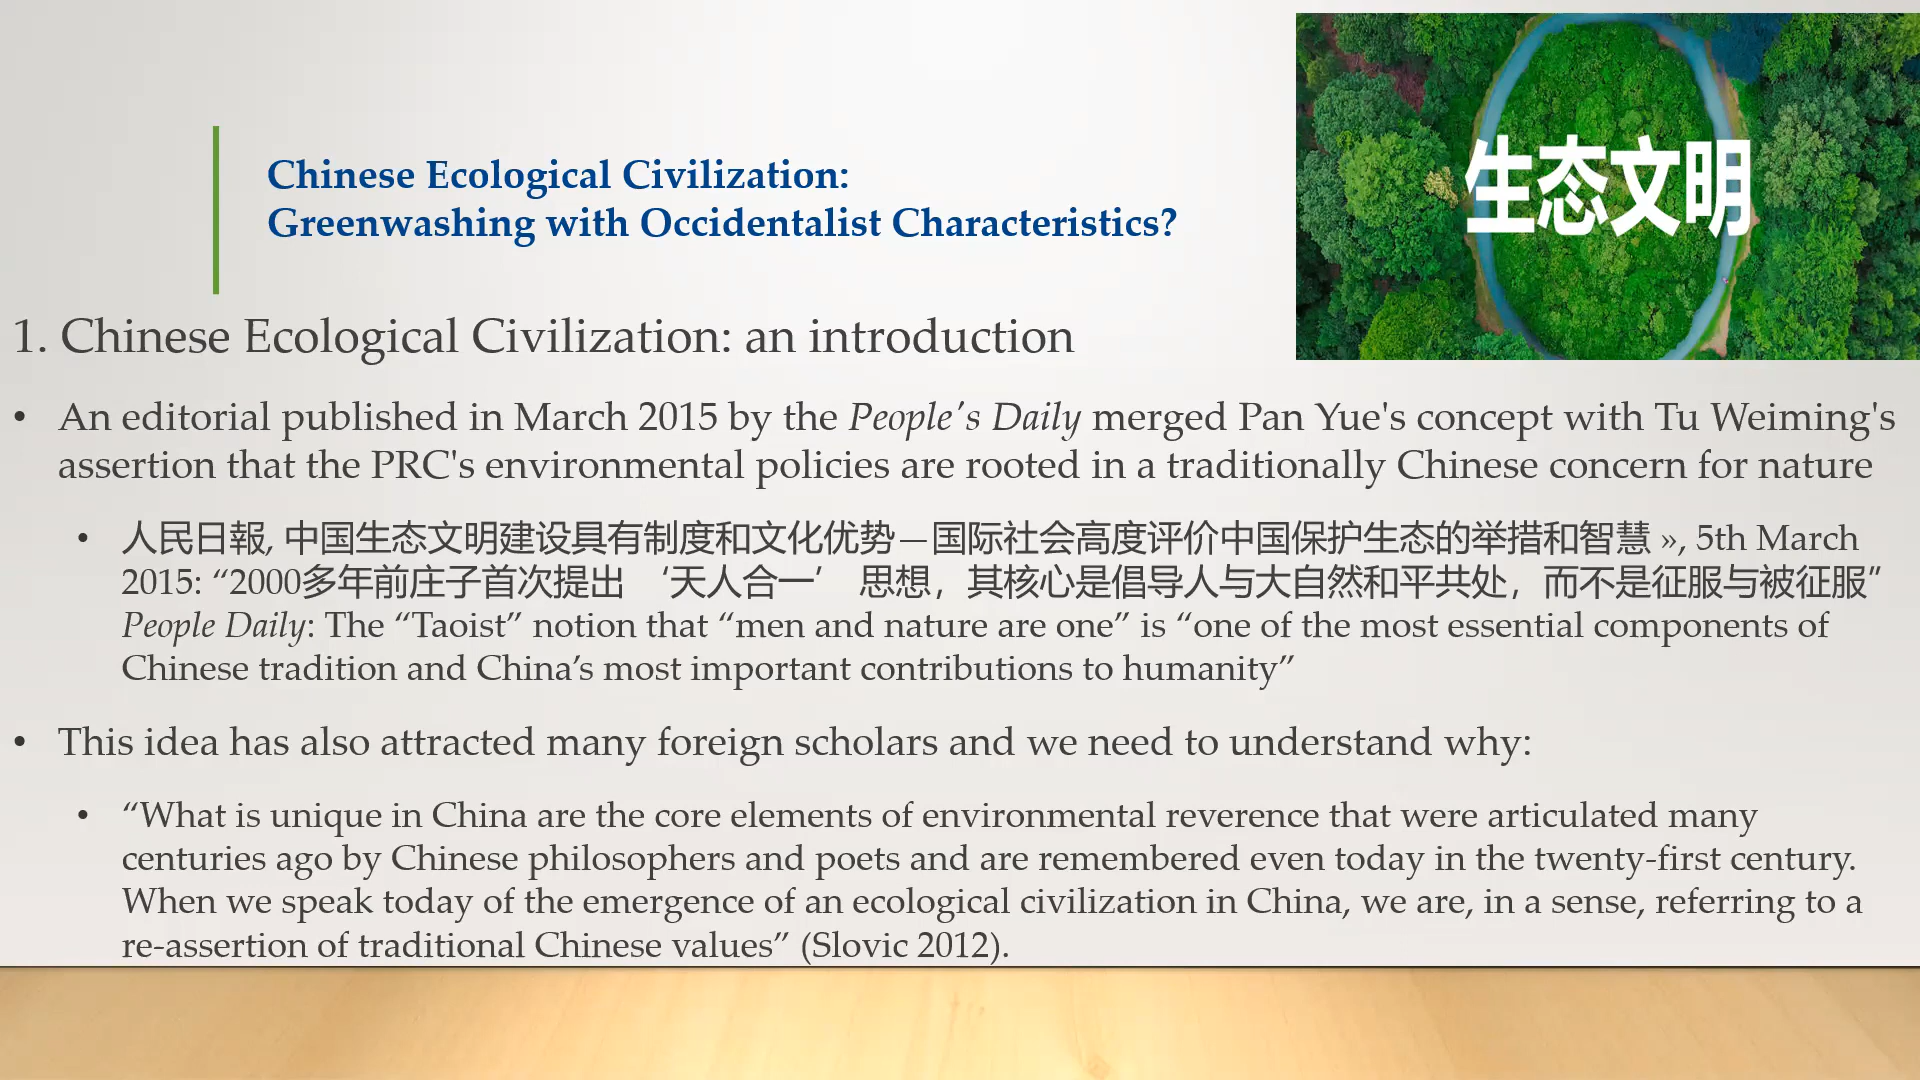 生态文明
Chinese Ecological Civilization:
Greenwashing with Occidentalist Characteristics?
1. Chinese Ecological Civilization: an introduction
• An editorial published in March 2015 by the People's Daily merged Pan Yue's concept with Tu Weiming's
assertion that the PRC's environmental policies are rooted in a traditionally Chinese concern for nature
• 人民日報, 中国生态文明建设具有制度和文化优势—国际社会高度评价中国保护生态的举措和智慧 », 5th March
2015: “2000多年前庄子首次提出 ‘天人合一’ 思想，其核心是倡导人与大自然和平共处，而不是征服与被征服”
People Daily: The “Taoist” notion that “men and nature are one” is “one of the most essential components of
Chinese tradition and China’s most important contributions to humanity”
• This idea has also attracted many foreign scholars and we need to understand why:
• “What is unique in China are the core elements of environmental reverence that were articulated many
centuries ago by Chinese philosophers and poets and are remembered even today in the twenty-first century.
When we speak today of the emergence of an ecological civilization in China, we are, in a sense, referring to a
re-assertion of traditional Chinese values” (Slovic 2012).